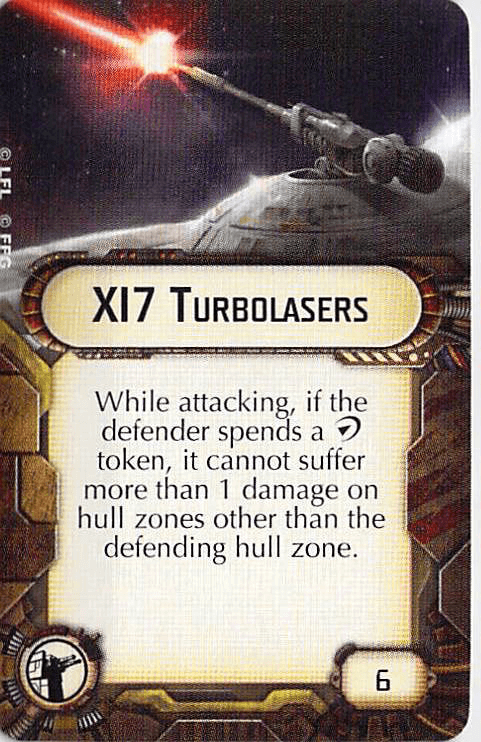 © LFL © FFG
XI7 TURBOLASERS
While attacking, if the
defender spends a
token, it cannot suffer
more than 1 damage on
hull zones other than the
defending hull zone.
6